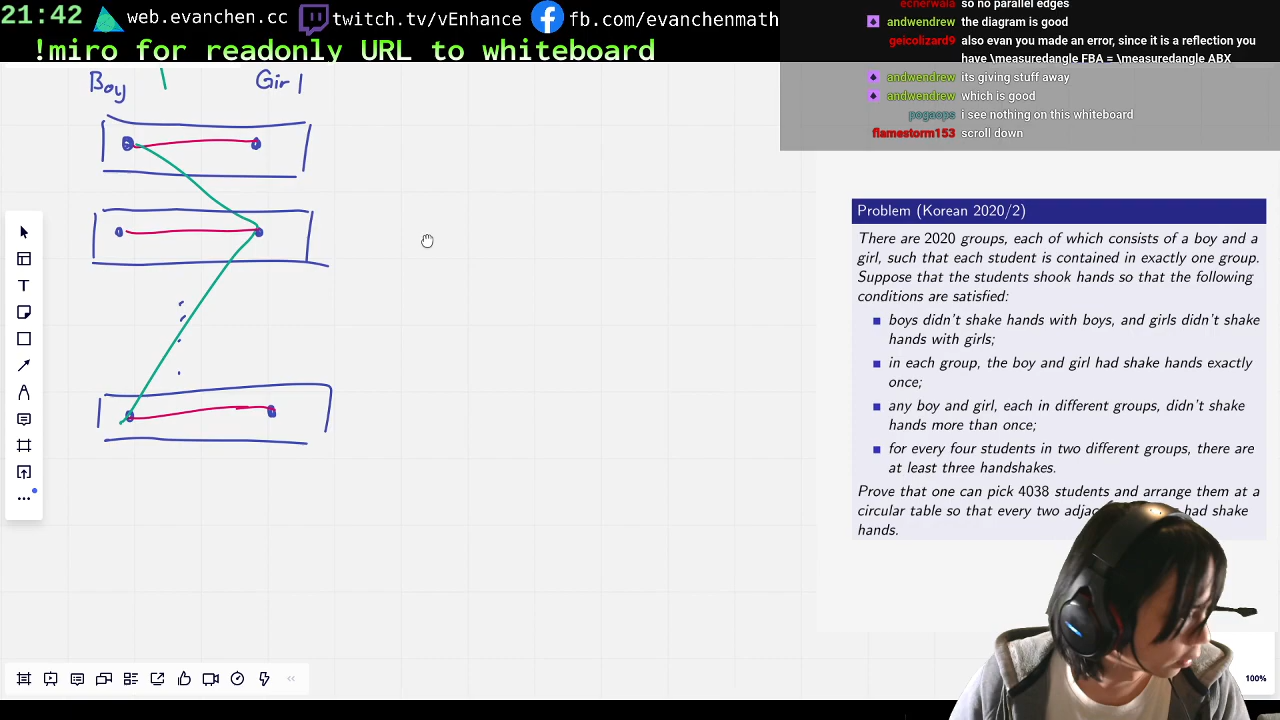 21:42
web.evanchen.cc
twitch.tv/vEnhance
fb.com/evanchenmath
!miro for readonly URL to whiteboard
so no parallel edges
andwendrew the diagram is good
geicolizard9 also evan you made an error, since it is a reflection you
have \measuredangle FBA = \measuredangle ABX
andwendrew its giving stuff away
andwendrew which is good
pogaops i see nothing on this whiteboard
flamestorm153 scroll down
Boy
Girl
Problem (Korean 2020/2)
There are 2020 groups, each of which consists of a boy and a
girl, such that each student is contained in exactly one group.
Suppose that the students shook hands so that the following
conditions are satisfied:
boys didn't shake hands with boys, and girls didn't shake
hands with girls;
in each group, the boy and girl had shake hands exactly
once;
any boy and girl, each in different groups, didn't shake
hands more than once;
for every four students in two different groups, there are
at least three handshakes.
Prove that one can pick 4038 students and arrange them at a
circular table so that every two had shake
hands.
100%